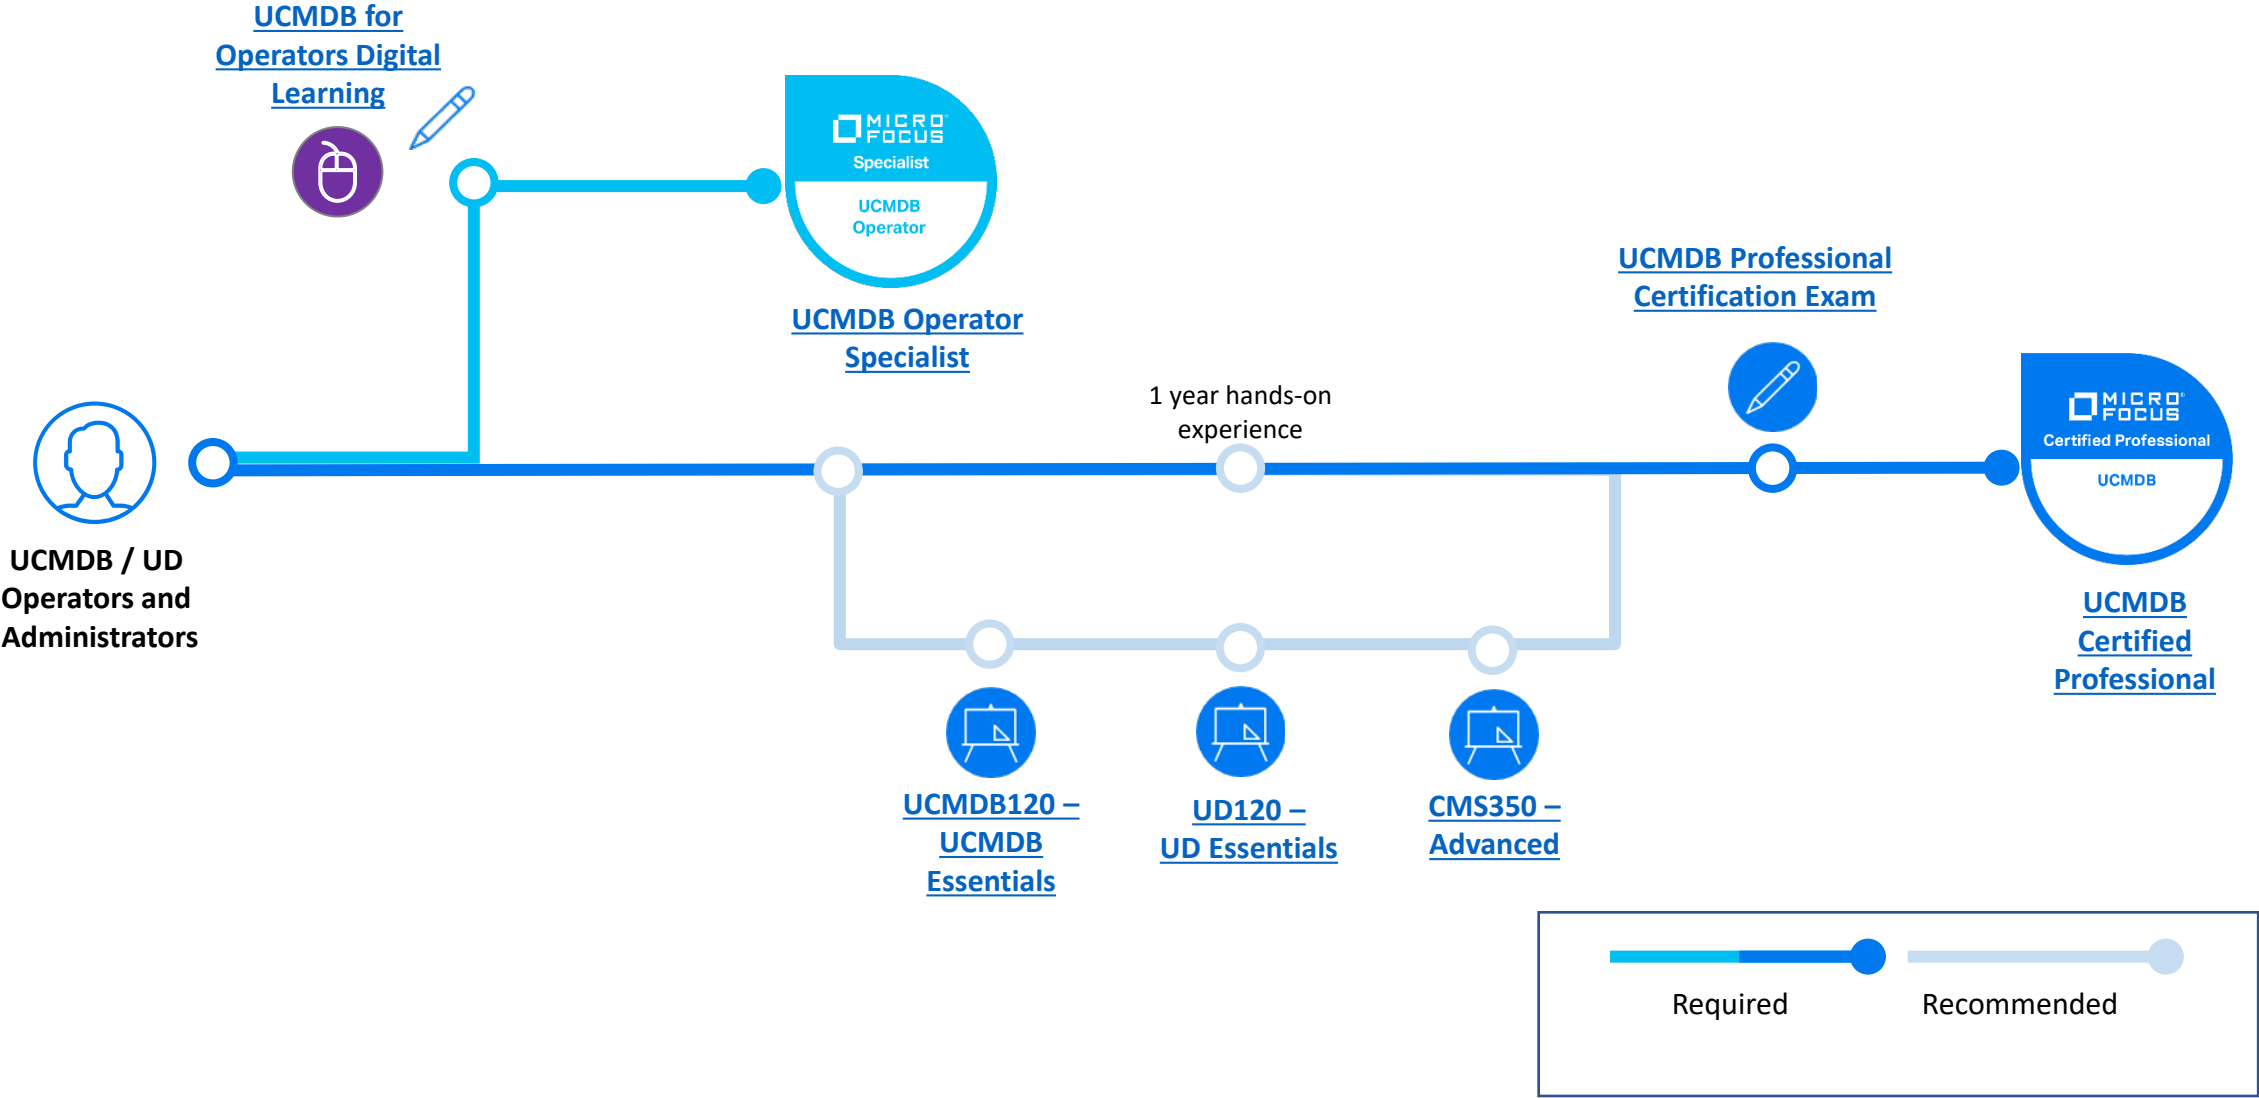 UCMDB for
Operators Digital
Learning
MICRO
FOCUS
Specialist
UCMDB
Operator
UCMDB Operator
Specialist
1 year hands-on
experience
UCMDB Professional
Certification Exam
MICRO
FOCUS
Certified Professional
UCMDB
UCMDB
Certified
Professional
UCMDB / UD
Operators and
Administrators
UCMDB120 –
UCMDB
Essentials
UD120 –
UD Essentials
CMS350 –
Advanced
Required
Recommended